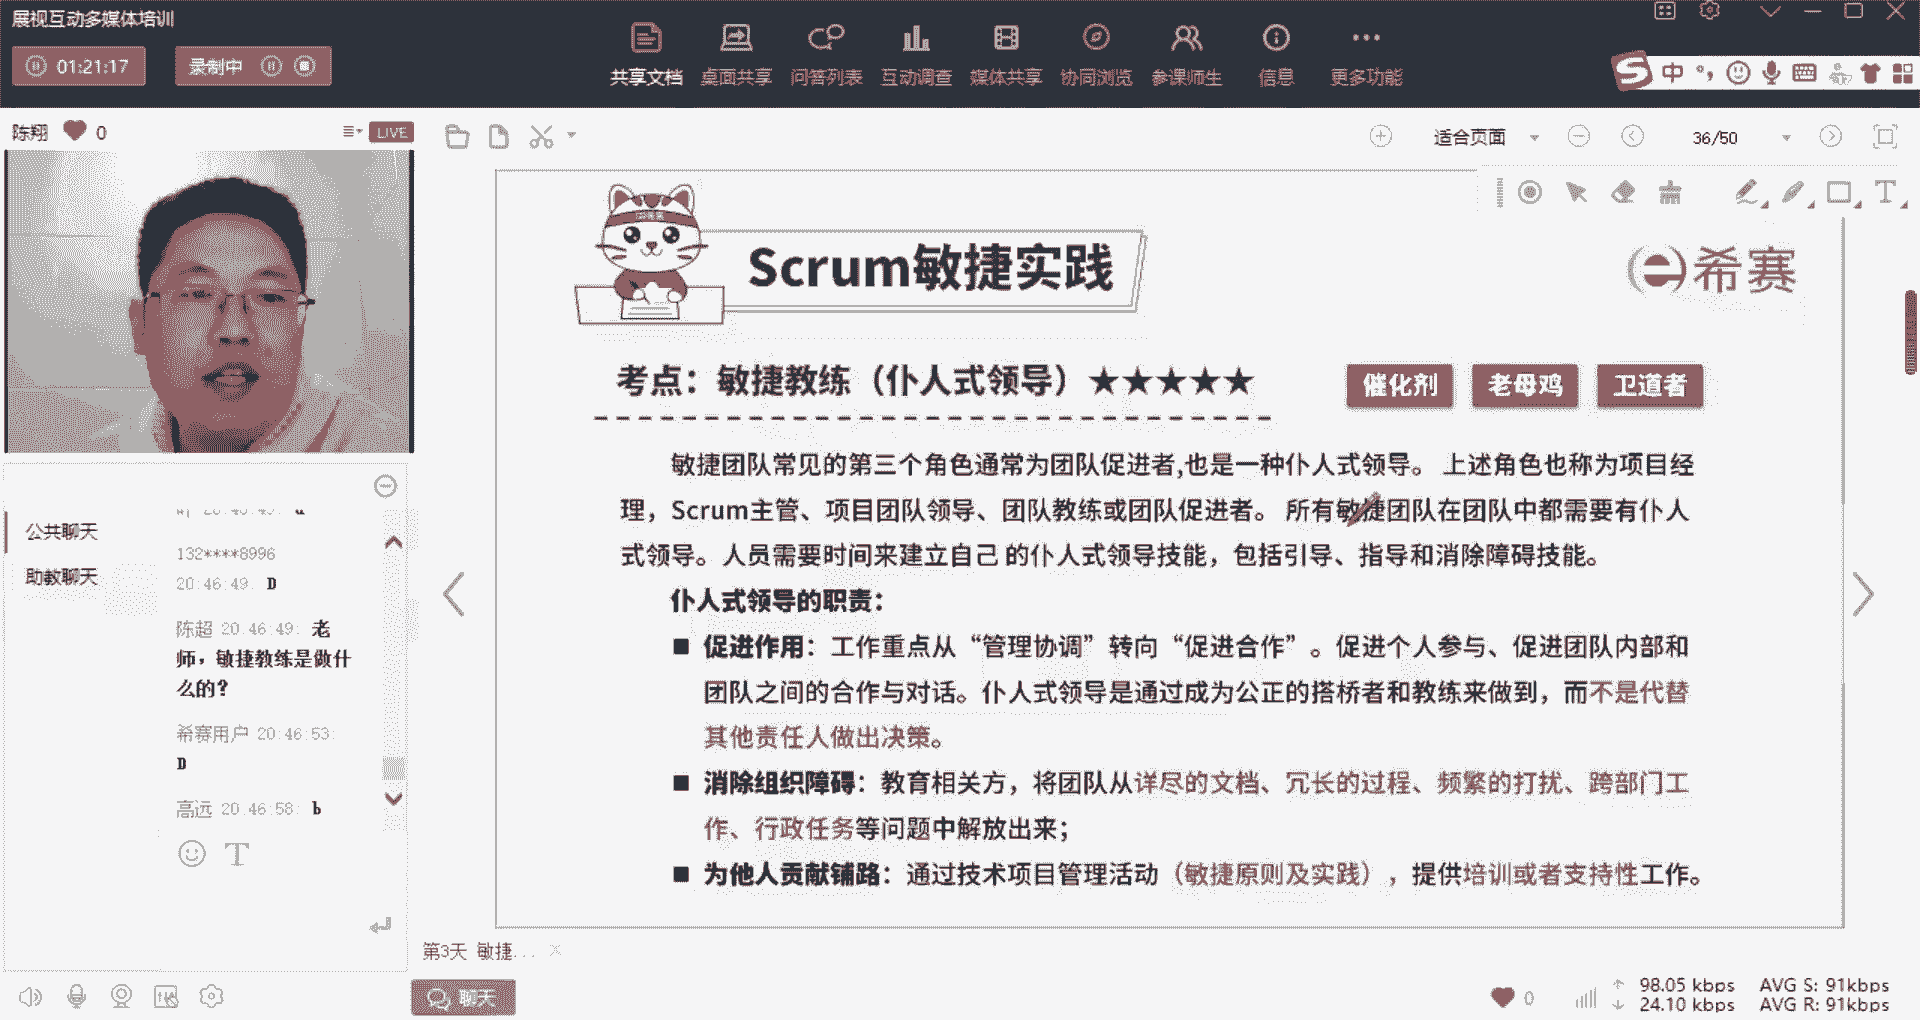 展视互动多媒体培训
01:21:17
录制中
共享文档 桌面共享 问答列表 互动调查 媒体共享 协同浏览 参课师生 信息 更多功能
中
陈翔 0
LIVE
适合页面
36/50
Scrum敏捷实践
希赛
考点：敏捷教练（仆人式领导）★★★★★
催化剂 老母鸡 卫道者
敏捷团队常见的第三个角色通常为团队促进者,也是一种仆人式领导。 上述角色也称为项目经
理，Scrum主管、项目团队领导、团队教练或团队促进者。 所有敏捷团队在团队中都需要有仆人
式领导。人员需要时间来建立自己 的仆人式领导技能，包括引导、指导和消除障碍技能。
仆人式领导的职责：
■ 促进作用：工作重点从“管理协调”转向“促进合作”。促进个人参与、促进团队内部和
团队之间的合作与对话。仆人式领导是通过成为公正的搭桥者和教练来做到，而不是代替
其他责任人做出决策。
■ 消除组织障碍：教育相关方，将团队从详尽的文档、冗长的过程、频繁的打扰、跨部门工
作、行政任务等问题中解放出来；
■ 为他人贡献铺路：通过技术项目管理活动（敏捷原则及实践），提供培训或者支持性工作。
公共聊天
助教聊天
132****8996
20:46:49: D
陈超 20:46:49: 老
师，敏捷教练是做什
么的？
希赛用户 20:46:53:
D
高远 20:46:58: b
第3天 敏捷...
聊天
0
98.05 kbps AVG S: 91kbps
24.10 kbps AVG R: 91kbps